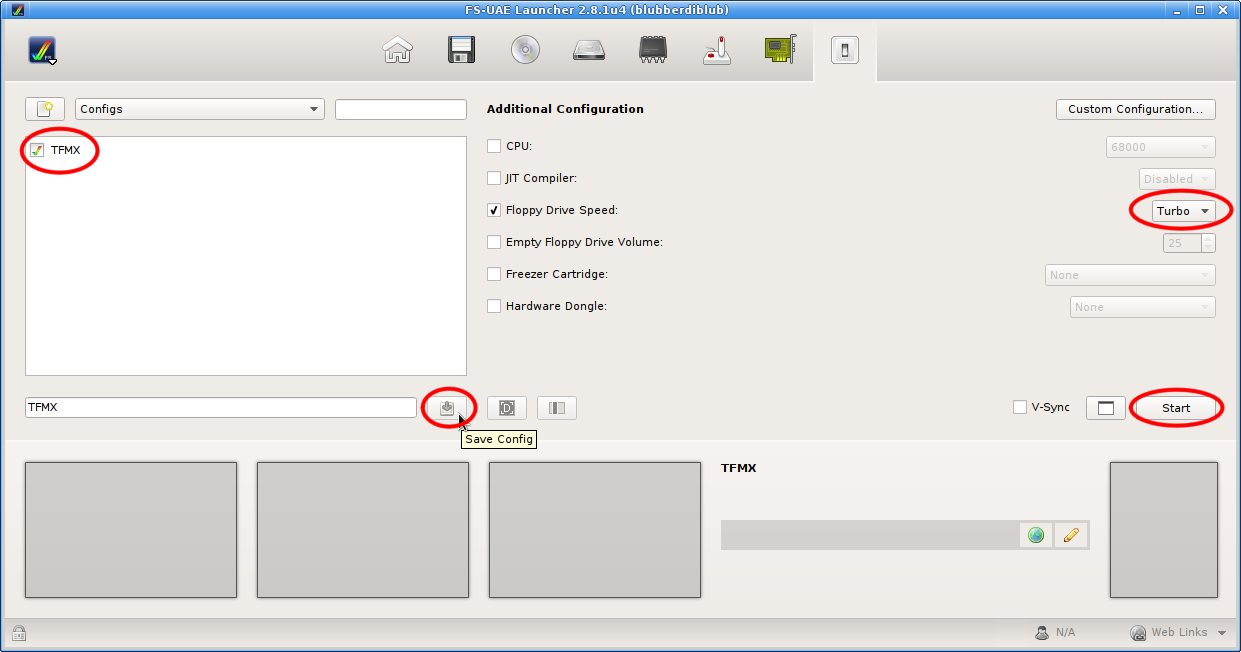 FS-UAE Launcher 2.8.1u4 (blubberdiblub)
Configs
Additional Configuration
Custom Configuration...
TFMX
CPU:
68000
JIT Compiler:
Disabled
Floppy Drive Speed:
Turbo
Empty Floppy Drive Volume:
25
Freezer Cartridge:
None
Hardware Dongle:
None
TFMX
D
V-Sync
Start
Save Config
TFMX
N/A
Web Links